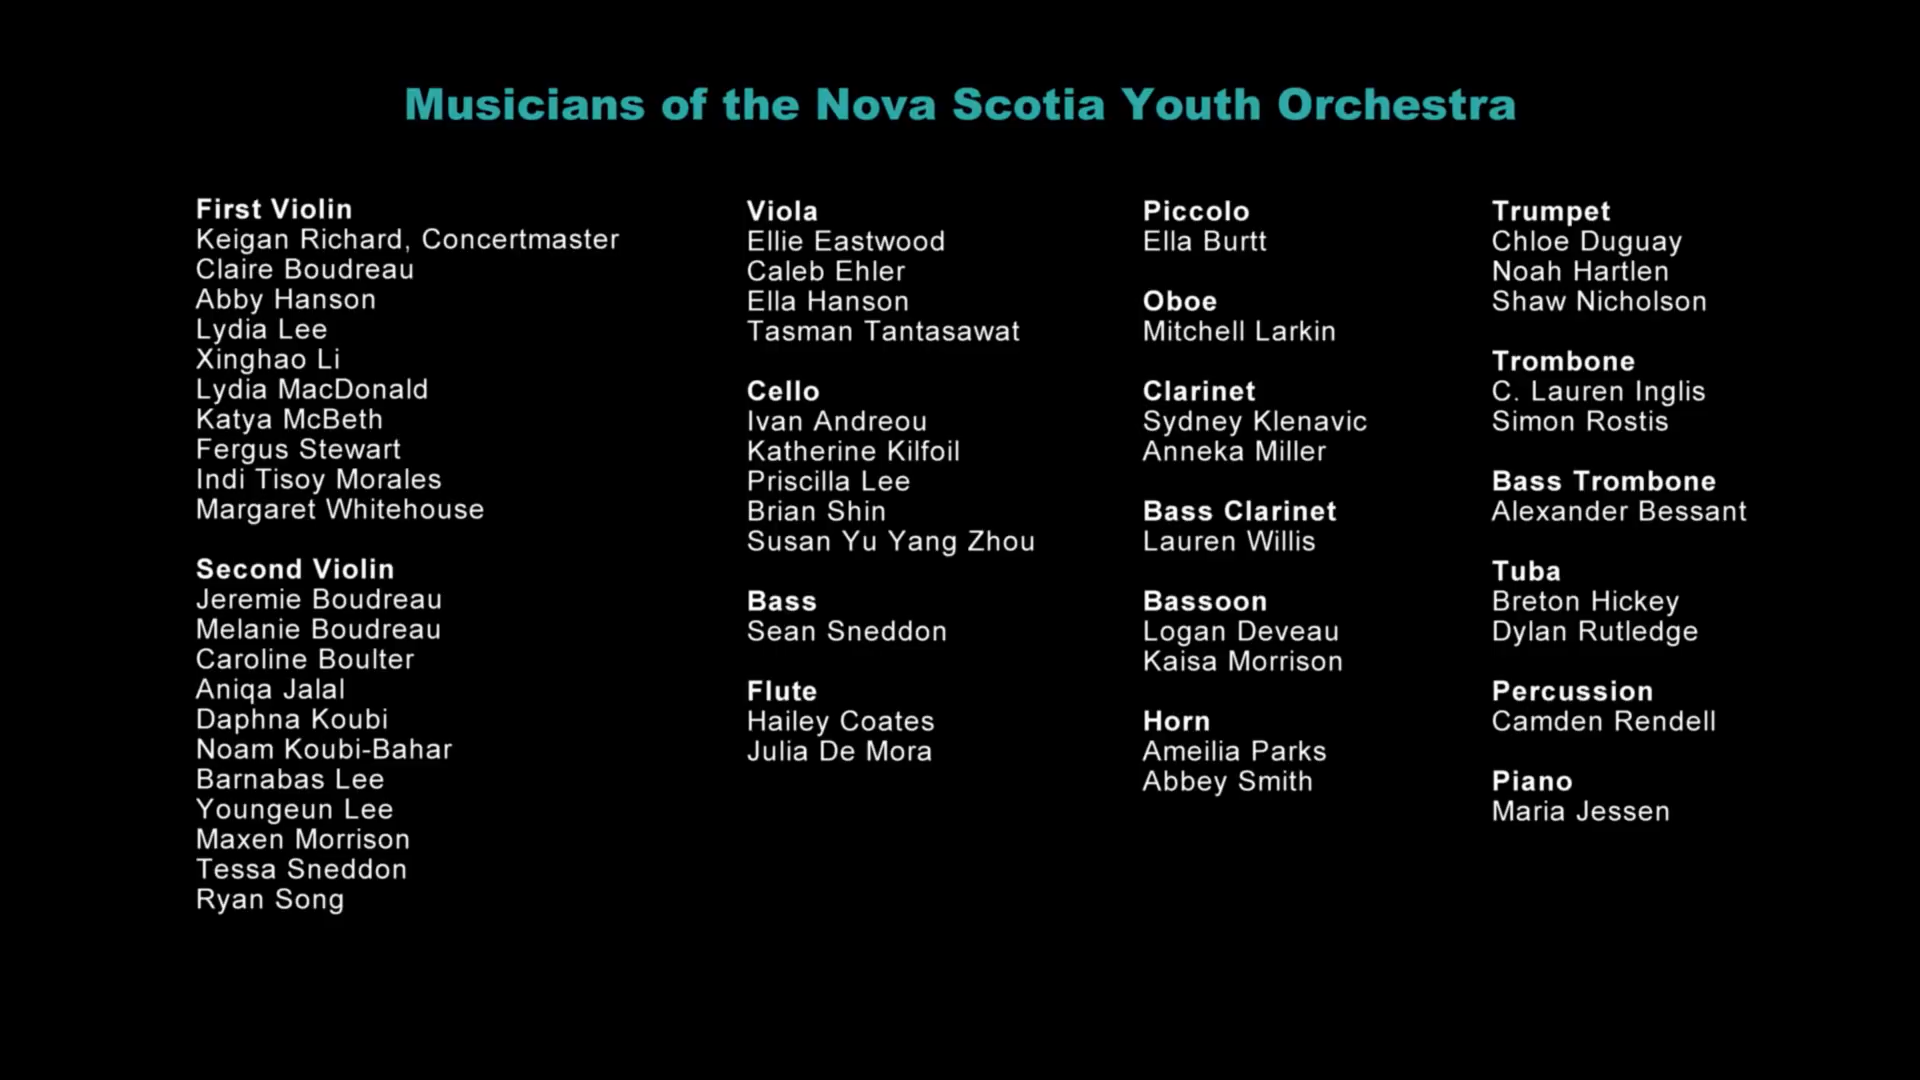 Musicians of the Nova Scotia Youth Orchestra
First Violin
Keigan Richard, Concertmaster
Claire Boudreau
Abby Hanson
Lydia Lee
Xinghao Li
Lydia MacDonald
Katya McBeth
Fergus Stewart
Indi Tisoy Morales
Margaret Whitehouse
Second Violin
Jeremie Boudreau
Melanie Boudreau
Caroline Boulter
Aniqa Jalal
Daphna Koubi
Noam Koubi-Bahar
Barnabas Lee
Youngeun Lee
Maxen Morrison
Tessa Sneddon
Ryan Song
Viola
Ellie Eastwood
Caleb Ehler
Ella Hanson
Tasman Tantasawat
Cello
Ivan Andreou
Katherine Kilfoil
Priscilla Lee
Brian Shin
Susan Yu Yang Zhou
Bass
Sean Sneddon
Flute
Hailey Coates
Julia De Mora
Piccolo
Ella Burtt
Oboe
Mitchell Larkin
Clarinet
Sydney Klenavic
Anneka Miller
Bass Clarinet
Lauren Willis
Bassoon
Logan Deveau
Kaisa Morrison
Horn
Ameilia Parks
Abbey Smith
Trumpet
Chloe Duguay
Noah Hartlen
Shaw Nicholson
Trombone
C. Lauren Inglis
Simon Rostis
Bass Trombone
Alexander Bessant
Tuba
Breton Hickey
Dylan Rutledge
Percussion
Camden Rendell
Piano
Maria Jessen